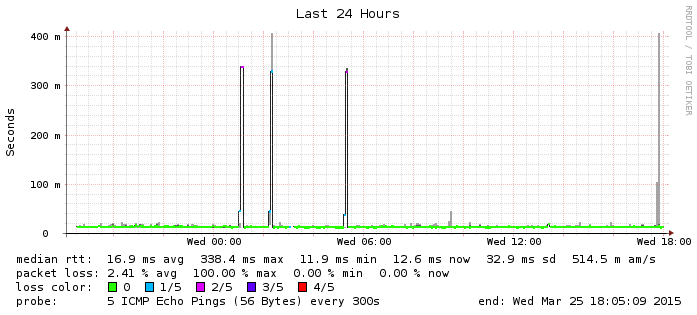 Last 24 Hours
RRDTOOL / TOBI OETIKER
400 m
300 m
200 m
100 m
0
Seconds
Wed 00:00 Wed 06:00 Wed 12:00 Wed 18:00
median rtt: 16.9 ms avg 338.4 ms max 11.9 ms min 12.6 ms now 32.9 ms sd 514.5 m am/s
packet loss: 2.41 % avg 100.00 % max 0.00 % min 0.00 % now
loss color: 0 1/5 2/5 3/5 4/5
probe: 5 ICMP Echo Pings (56 Bytes) every 300s end: Wed Mar 25 18:05:09 2015